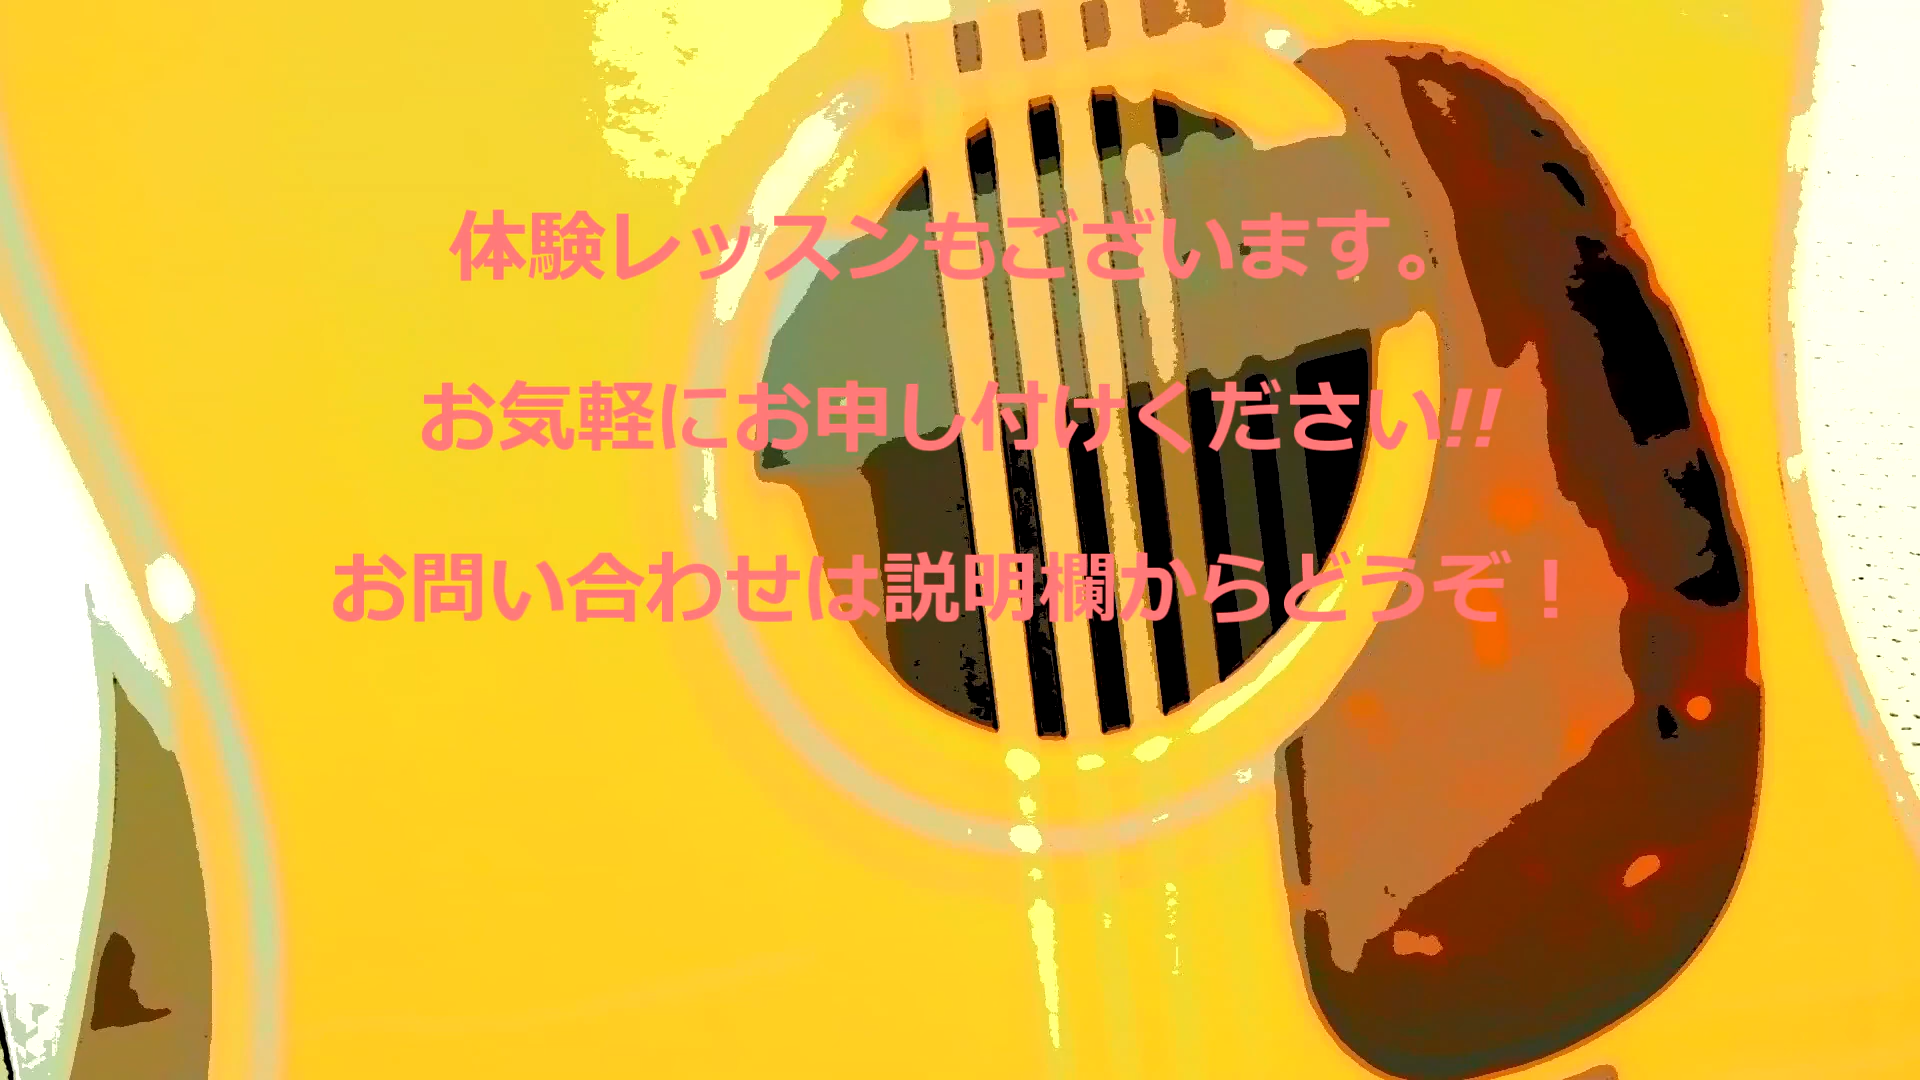 体験レッスンもございます。
お気軽にお申し付けください!!
お問い合わせは説明欄からどうぞ！